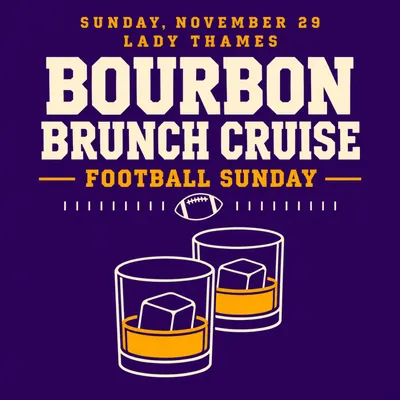 SUNDAY, NOVEMBER 29
LADY THAMES
BOURBON
BRUNCH CRUISE
FOOTBALL SUNDAY